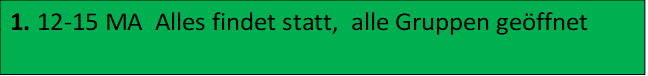 1. 12-15 MA  Alles findet statt,  alle Gruppen geöffnet